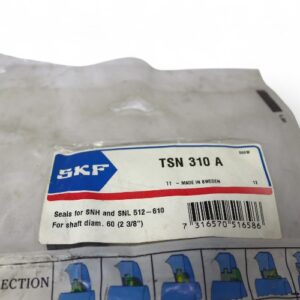 SKF
TSN 310 A
11 - MADE IN SWEDEN 12
Seals for SNH and SNL 512-610
For shaft diam. 60 (2 3/8")
7 316570 516586